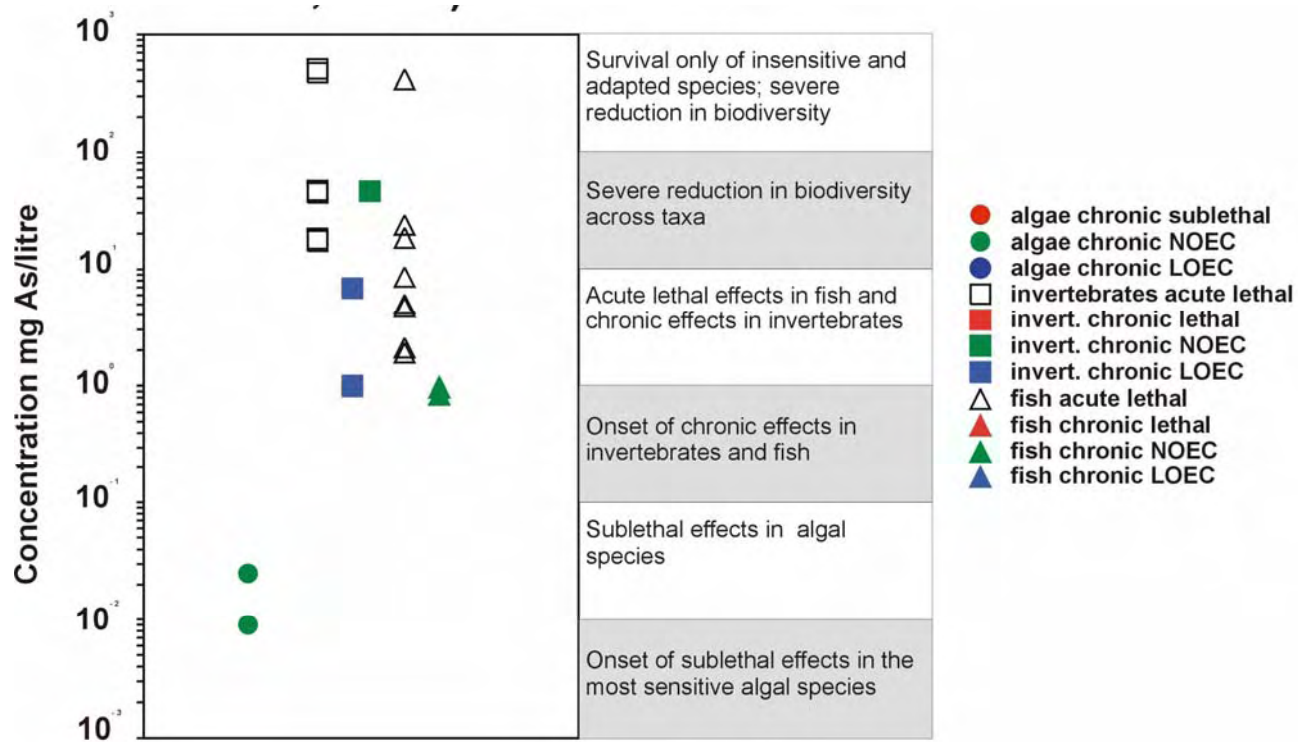 10³
10²
10¹
10⁰
10⁻¹
10⁻²
10⁻³
Concentration mg As/litre
Survival only of insensitive and
adapted species; severe
reduction in biodiversity
Severe reduction in biodiversity
across taxa
Acute lethal effects in fish and
chronic effects in invertebrates
Onset of chronic effects in
invertebrates and fish
Sublethal effects in algal
species
Onset of sublethal effects in the
most sensitive algal species
algae chronic sublethal
algae chronic NOEC
algae chronic LOEC
invertebrates acute lethal
invert. chronic lethal
invert. chronic NOEC
invert. chronic LOEC
fish acute lethal
fish chronic lethal
fish chronic NOEC
fish chronic LOEC